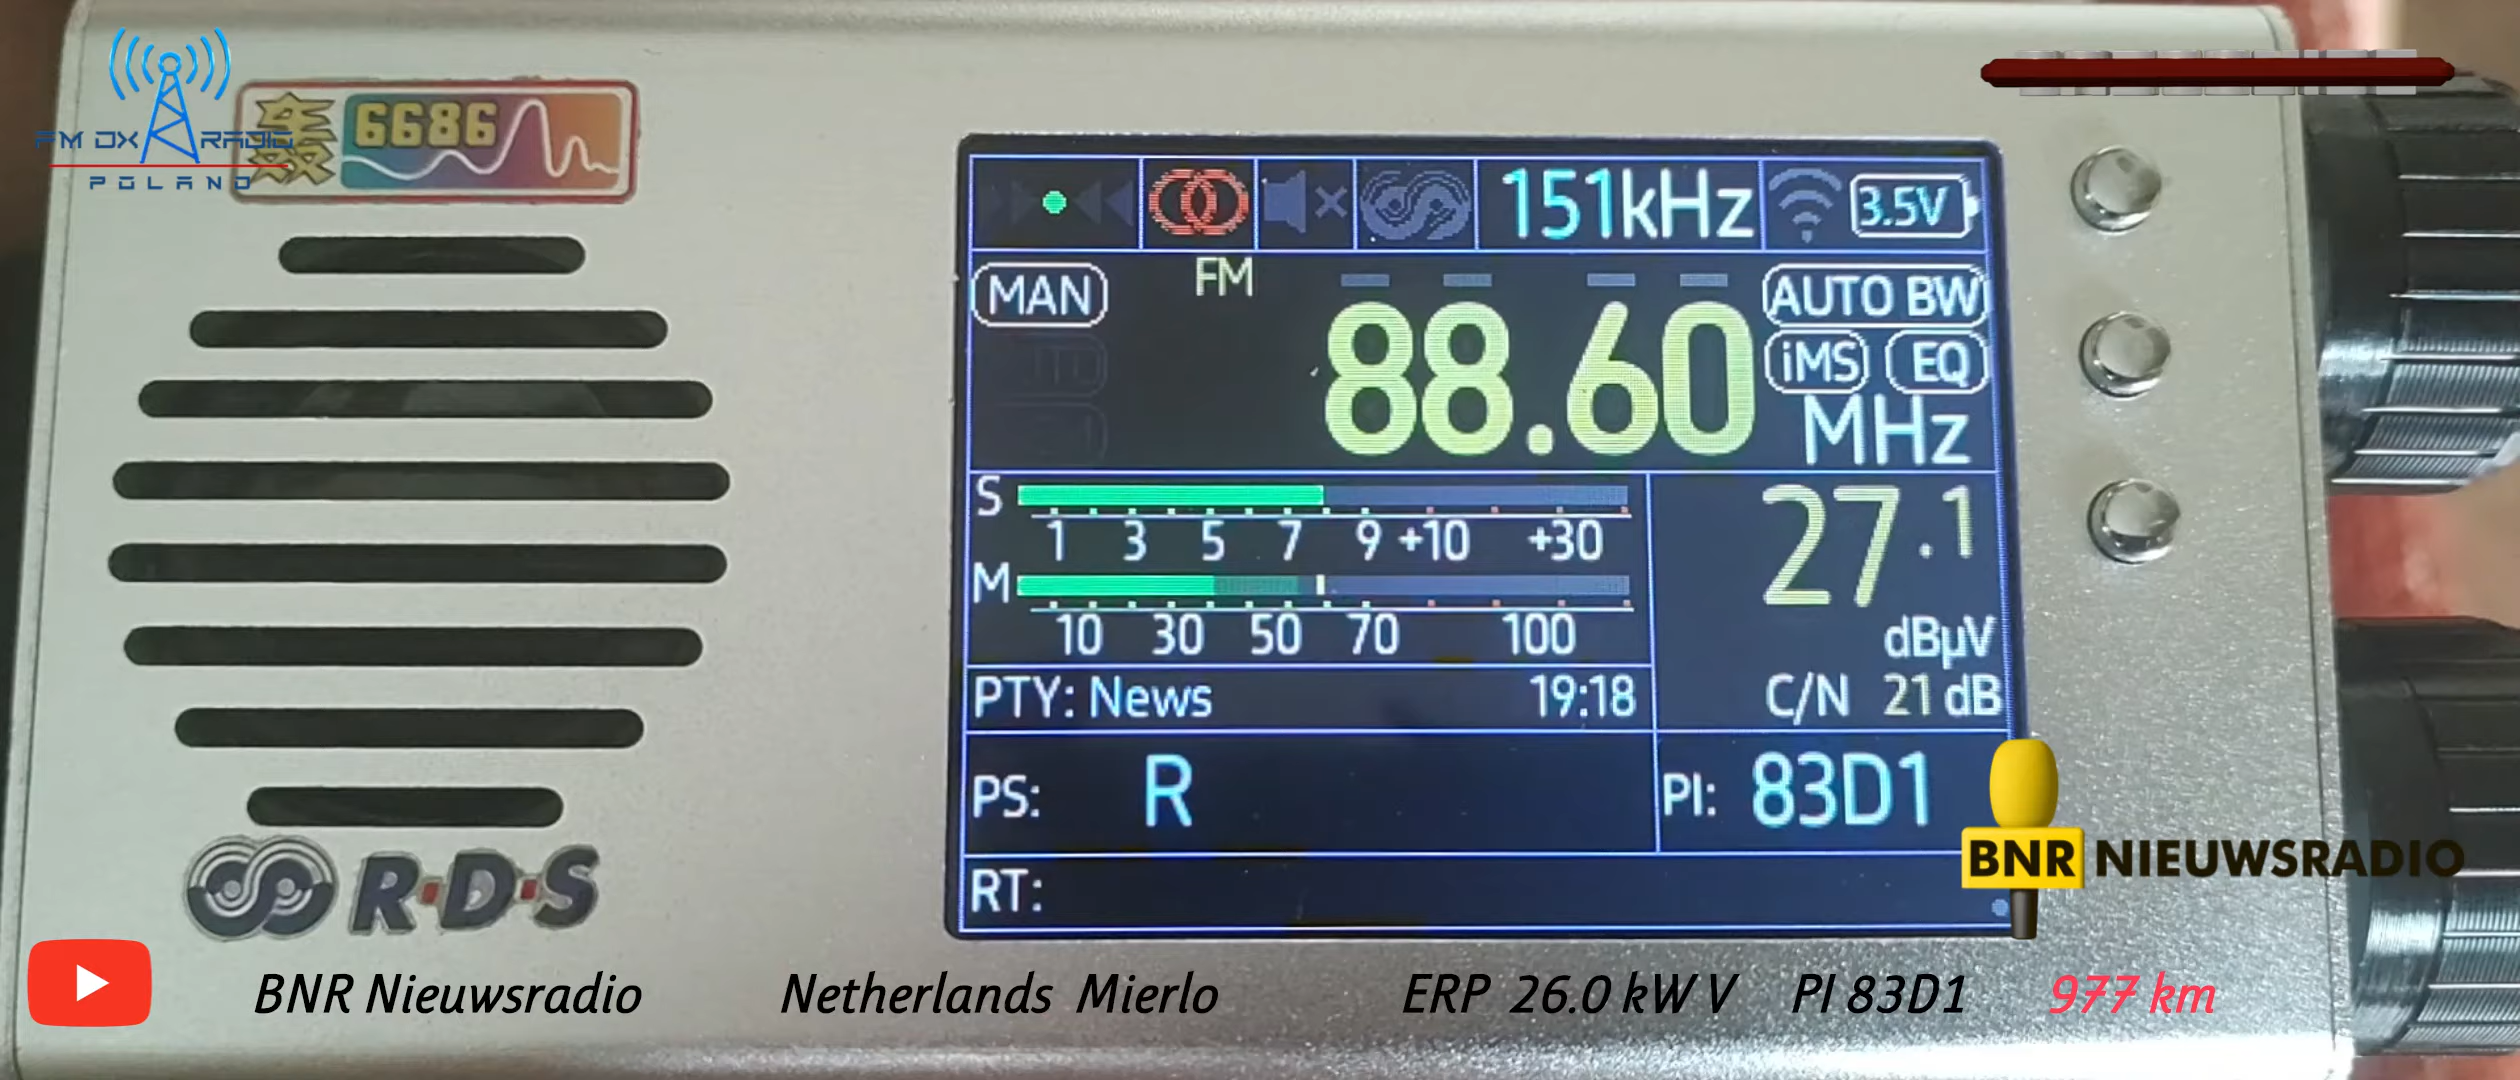 FM DX RADIO
POLAND
6686
151kHz
3.5V
MAN
FM
88.60
MHz
AUTO BW
iMS EQ
S
1 3 5 7 9 +10 +30
M
10 30 50 70 100
27.1
dBµV
C/N 21 dB
PTY: News 19:18
PS: R
PI: 83D1
RT:
R·D·S
BNR NIEUWSRADIO
BNR Nieuwsradio Netherlands Mierlo ERP 26.0 kW V PI 83D1 977 km